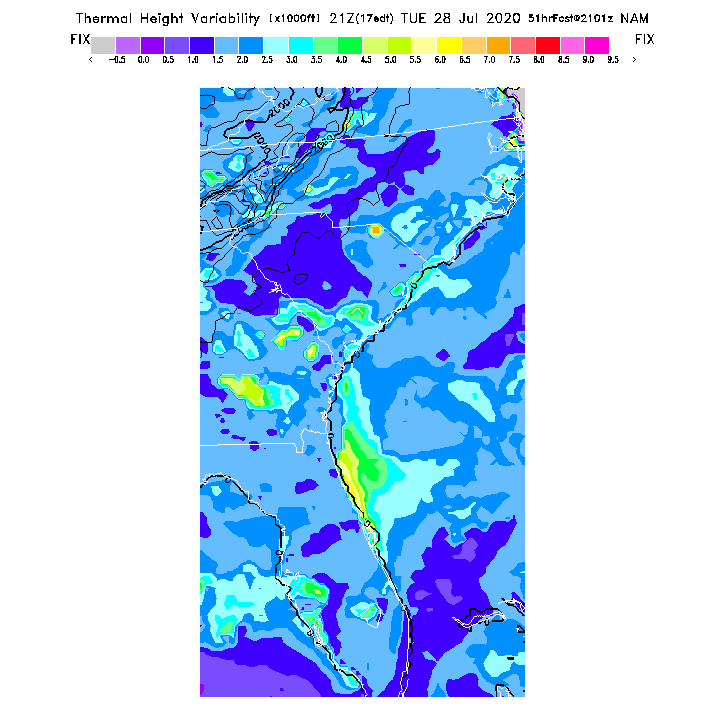 Thermal Height Variability [x1000ft] 21Z(17edt) TUE 28 Jul 2020 51hrFcst@2101z NAM
FIX FIX
< -0.5 0.0 0.5 1.0 1.5 2.0 2.5 3.0 3.5 4.0 4.5 5.0 5.5 6.0 6.5 7.0 7.5 8.0 8.5 9.0 9.5 >
2000
2000